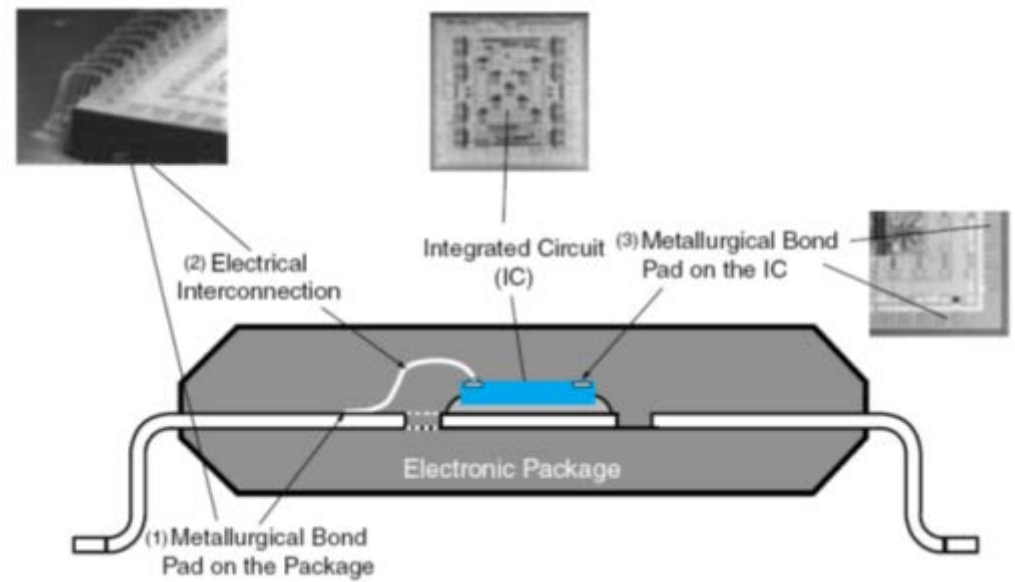 Integrated Circuit
(IC)
(3) Metallurgical Bond
Pad on the IC
(2) Electrical
Interconnection
Electronic Package
(1) Metallurgical Bond
Pad on the Package